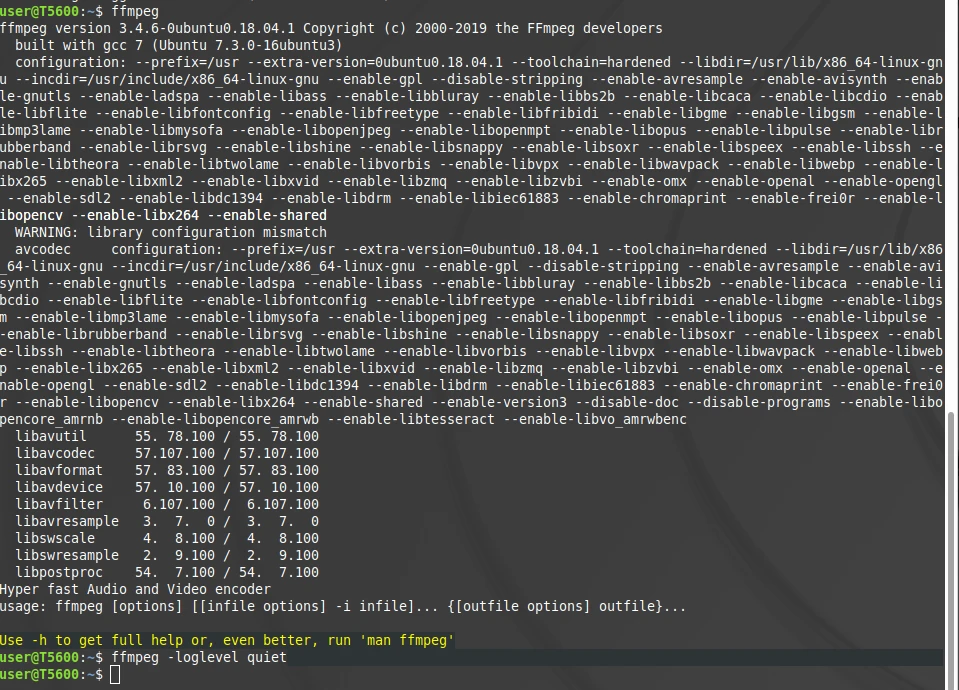 user@T5600:~$ ffmpeg
ffmpeg version 3.4.6-0ubuntu0.18.04.1 Copyright (c) 2000-2019 the FFmpeg developers
  built with gcc 7 (Ubuntu 7.3.0-16ubuntu3)
  configuration: --prefix=/usr --extra-version=0ubuntu0.18.04.1 --toolchain=hardened --libdir=/usr/lib/x86_64-linux-gn
u --incdir=/usr/include/x86_64-linux-gnu --enable-gpl --disable-stripping --enable-avresample --enable-avisynth --enab
le-gnutls --enable-ladspa --enable-libass --enable-libbluray --enable-libbs2b --enable-libcaca --enable-libcdio --enab
le-libflite --enable-libfontconfig --enable-libfreetype --enable-libfribidi --enable-libgme --enable-libgsm --enable-l
ibmp3lame --enable-libmysofa --enable-libopenjpeg --enable-libopenmpt --enable-libopus --enable-libpulse --enable-libr
ubberband --enable-librsvg --enable-libshine --enable-libsnappy --enable-libsoxr --enable-libspeex --enable-libssh --e
nable-libtheora --enable-libtwolame --enable-libvorbis --enable-libvpx --enable-libwavpack --enable-libwebp --enable-l
ibx265 --enable-libxml2 --enable-libxvid --enable-libzmq --enable-libzvbi --enable-omx --enable-openal --enable-opengl
 --enable-sdl2 --enable-libdc1394 --enable-libdrm --enable-libiec61883 --enable-chromaprint --enable-frei0r --enable-l
ibopencv --enable-libx264 --enable-shared
  WARNING: library configuration mismatch
  avcodec     configuration: --prefix=/usr --extra-version=0ubuntu0.18.04.1 --toolchain=hardened --libdir=/usr/lib/x86
_64-linux-gnu --incdir=/usr/include/x86_64-linux-gnu --enable-gpl --disable-stripping --enable-avresample --enable-avi
synth --enable-gnutls --enable-ladspa --enable-libass --enable-libbluray --enable-libbs2b --enable-libcaca --enable-li
bcdio --enable-libflite --enable-libfontconfig --enable-libfreetype --enable-libfribidi --enable-libgme --enable-libgs
m --enable-libmp3lame --enable-libmysofa --enable-libopenjpeg --enable-libopenmpt --enable-libopus --enable-libpulse -
-enable-librubberband --enable-librsvg --enable-libshine --enable-libsnappy --enable-libsoxr --enable-libspeex --enabl
e-libssh --enable-libtheora --enable-libtwolame --enable-libvorbis --enable-libvpx --enable-libwavpack --enable-libweb
p --enable-libx265 --enable-libxml2 --enable-libxvid --enable-libzmq --enable-libzvbi --enable-omx --enable-openal --e
nable-opengl --enable-sdl2 --enable-libdc1394 --enable-libdrm --enable-libiec61883 --enable-chromaprint --enable-frei0
r --enable-libopencv --enable-libx264 --enable-shared --enable-version3 --disable-doc --disable-programs --enable-libo
pencore_amrnb --enable-libopencore_amrwb --enable-libtesseract --enable-libvo_amrwbenc
  libavutil      55. 78.100 / 55. 78.100
  libavcodec     57.107.100 / 57.107.100
  libavformat    57. 83.100 / 57. 83.100
  libavdevice    57. 10.100 / 57. 10.100
  libavfilter     6.107.100 /  6.107.100
  libavresample   3.  7.  0 /  3.  7.  0
  libswscale      4.  8.100 /  4.  8.100
  libswresample   2.  9.100 /  2.  9.100
  libpostproc    54.  7.100 / 54.  7.100
Hyper fast Audio and Video encoder
usage: ffmpeg [options] [[infile options] -i infile]... {[outfile options] outfile}...

Use -h to get full help or, even better, run 'man ffmpeg'
user@T5600:~$ ffmpeg -loglevel quiet
user@T5600:~$